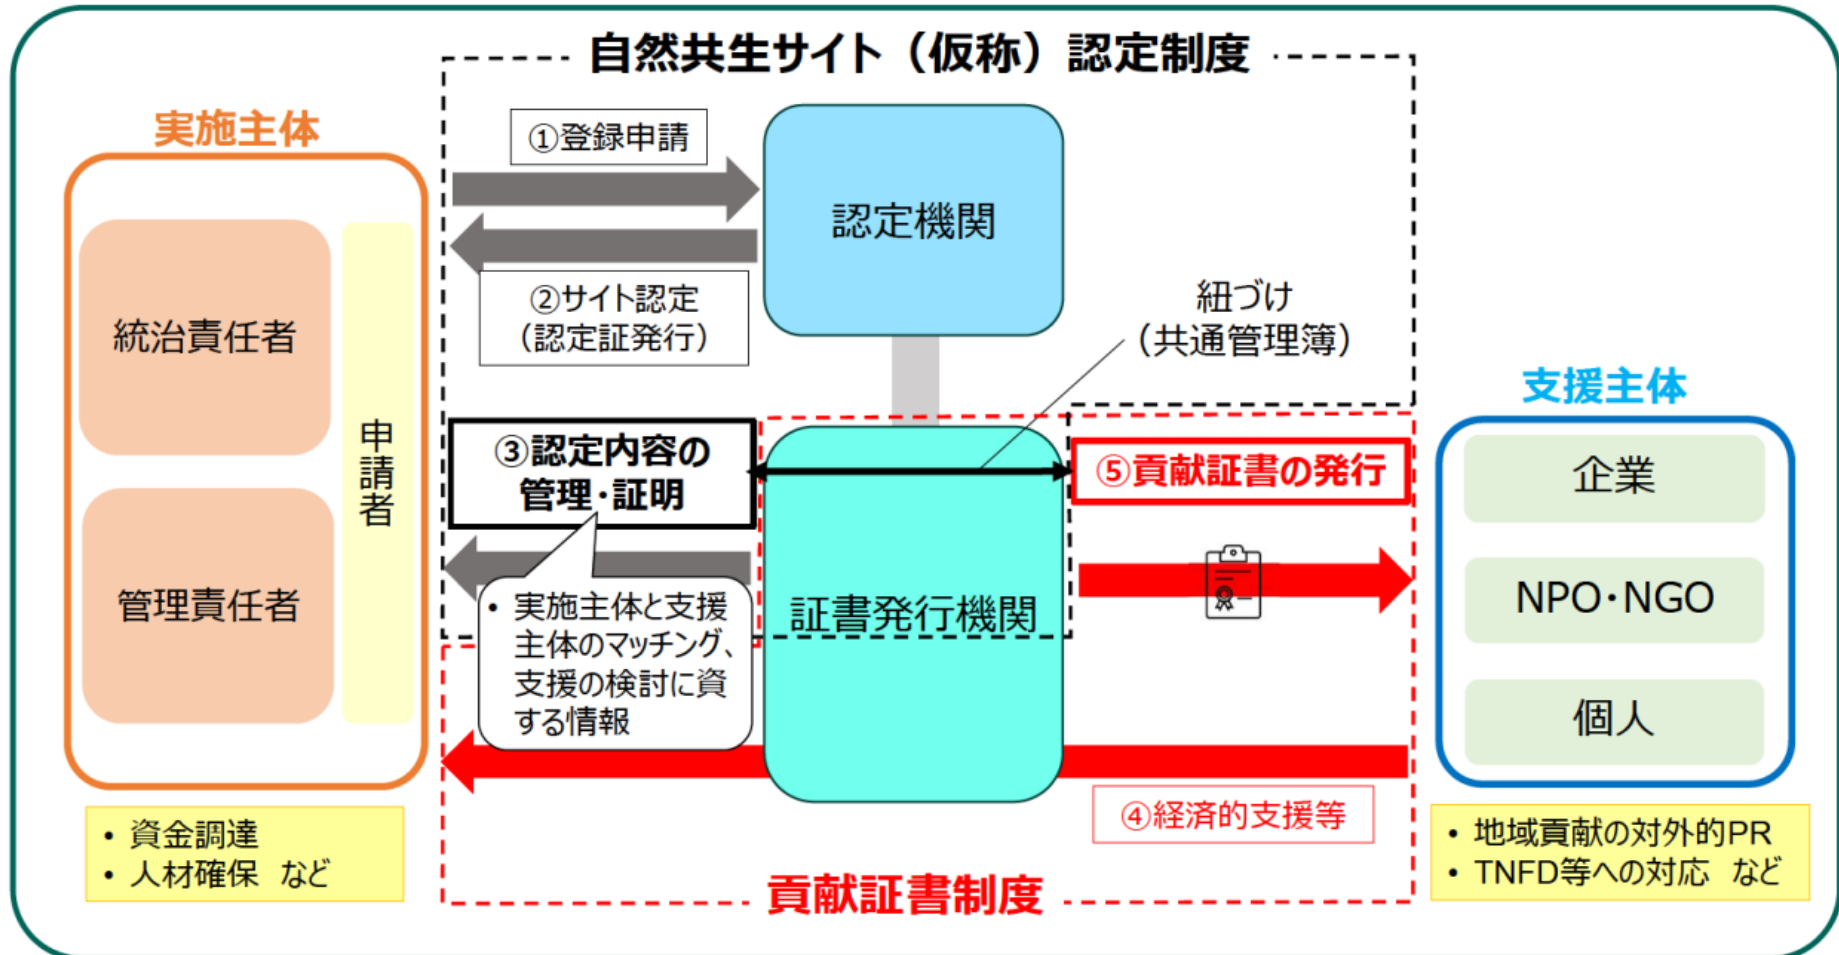 自然共生サイト（仮称）認定制度
実施主体
統治責任者
管理責任者
申請者
・資金調達
・人材確保 など
①登録申請
②サイト認定
（認定証発行）
認定機関
紐づけ
（共通管理簿）
③認定内容の
管理・証明
・実施主体と支援
主体のマッチング、
支援の検討に資
する情報
証書発行機関
⑤貢献証書の発行
④経済的支援等
貢献証書制度
支援主体
企業
NPO・NGO
個人
・地域貢献の対外的PR
・TNFD等への対応 など